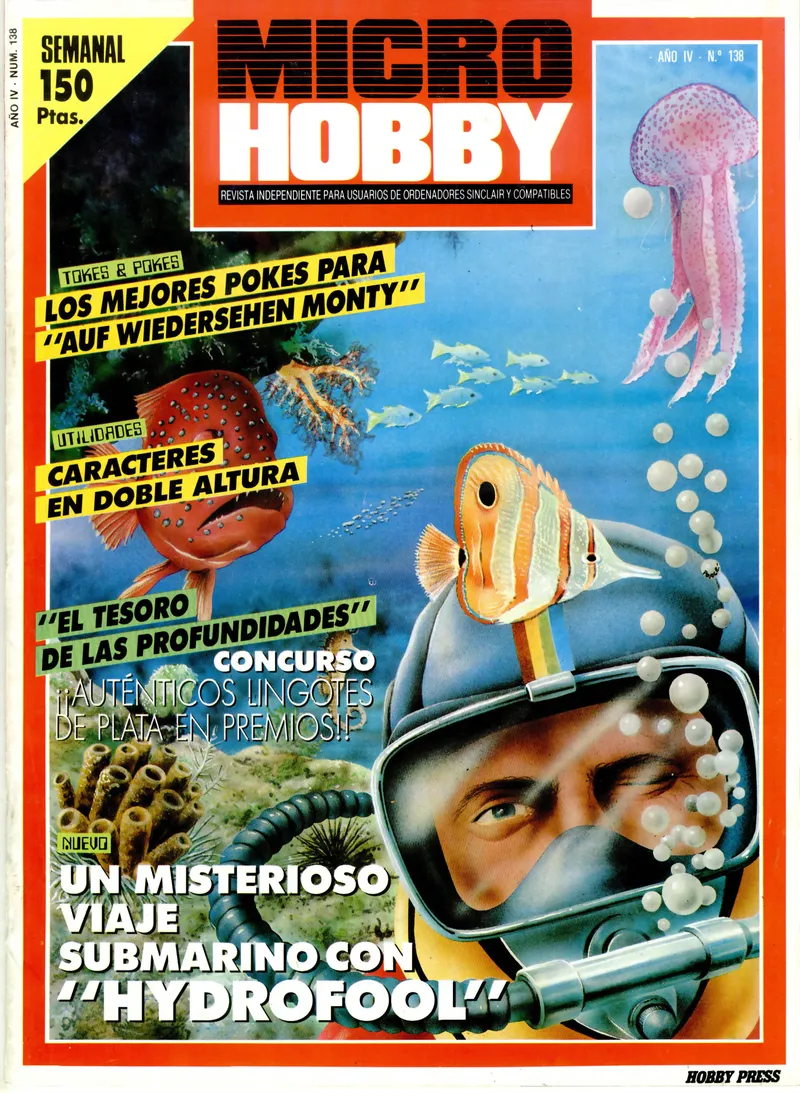 AÑO IV - NUM. 138
SEMANAL
150
Ptas.
MICRO
HOBBY
REVISTA INDEPENDIENTE PARA USUARIOS DE ORDENADORES SINCLAIR Y COMPATIBLES
AÑO IV - N.º 138
TOKES & POKES
LOS MEJORES POKES PARA
"AUF WIEDERSEHEN MONTY"
UTILIDADES
CARACTERES
EN DOBLE ALTURA
"EL TESORO
DE LAS PROFUNDIDADES"
CONCURSO
¡¡AUTÉNTICOS LINGOTES
DE PLATA EN PREMIOS!!
NUEVO
UN MISTERIOSO
VIAJE
SUBMARINO CON
"HYDROFOOL"
HOBBY PRESS